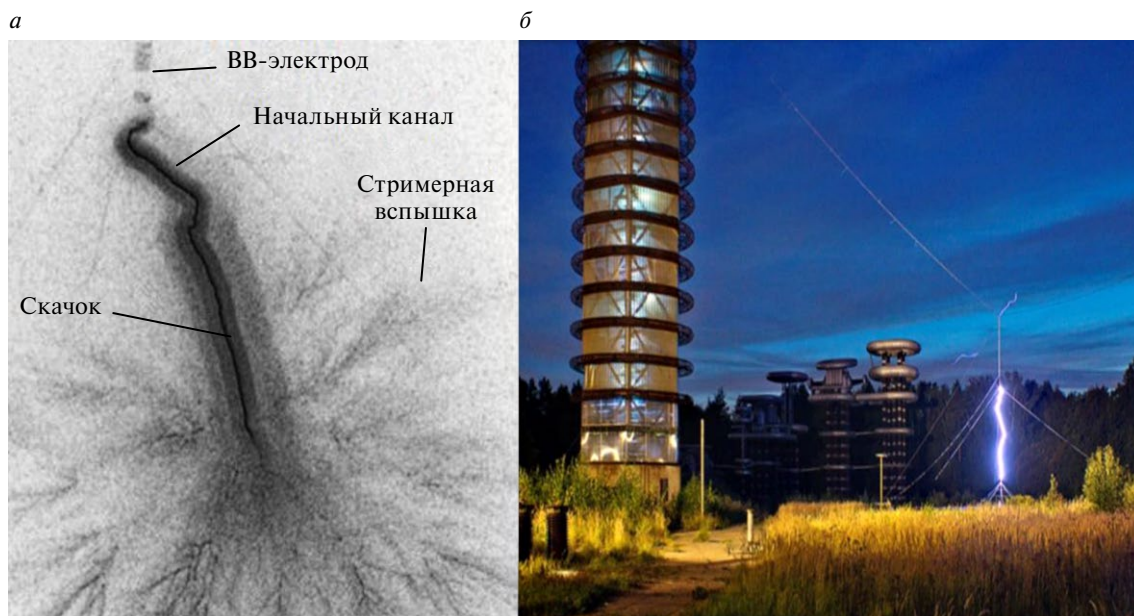 а
б
ВВ-электрод
Начальный канал
Стримерная
вспышка
Скачок